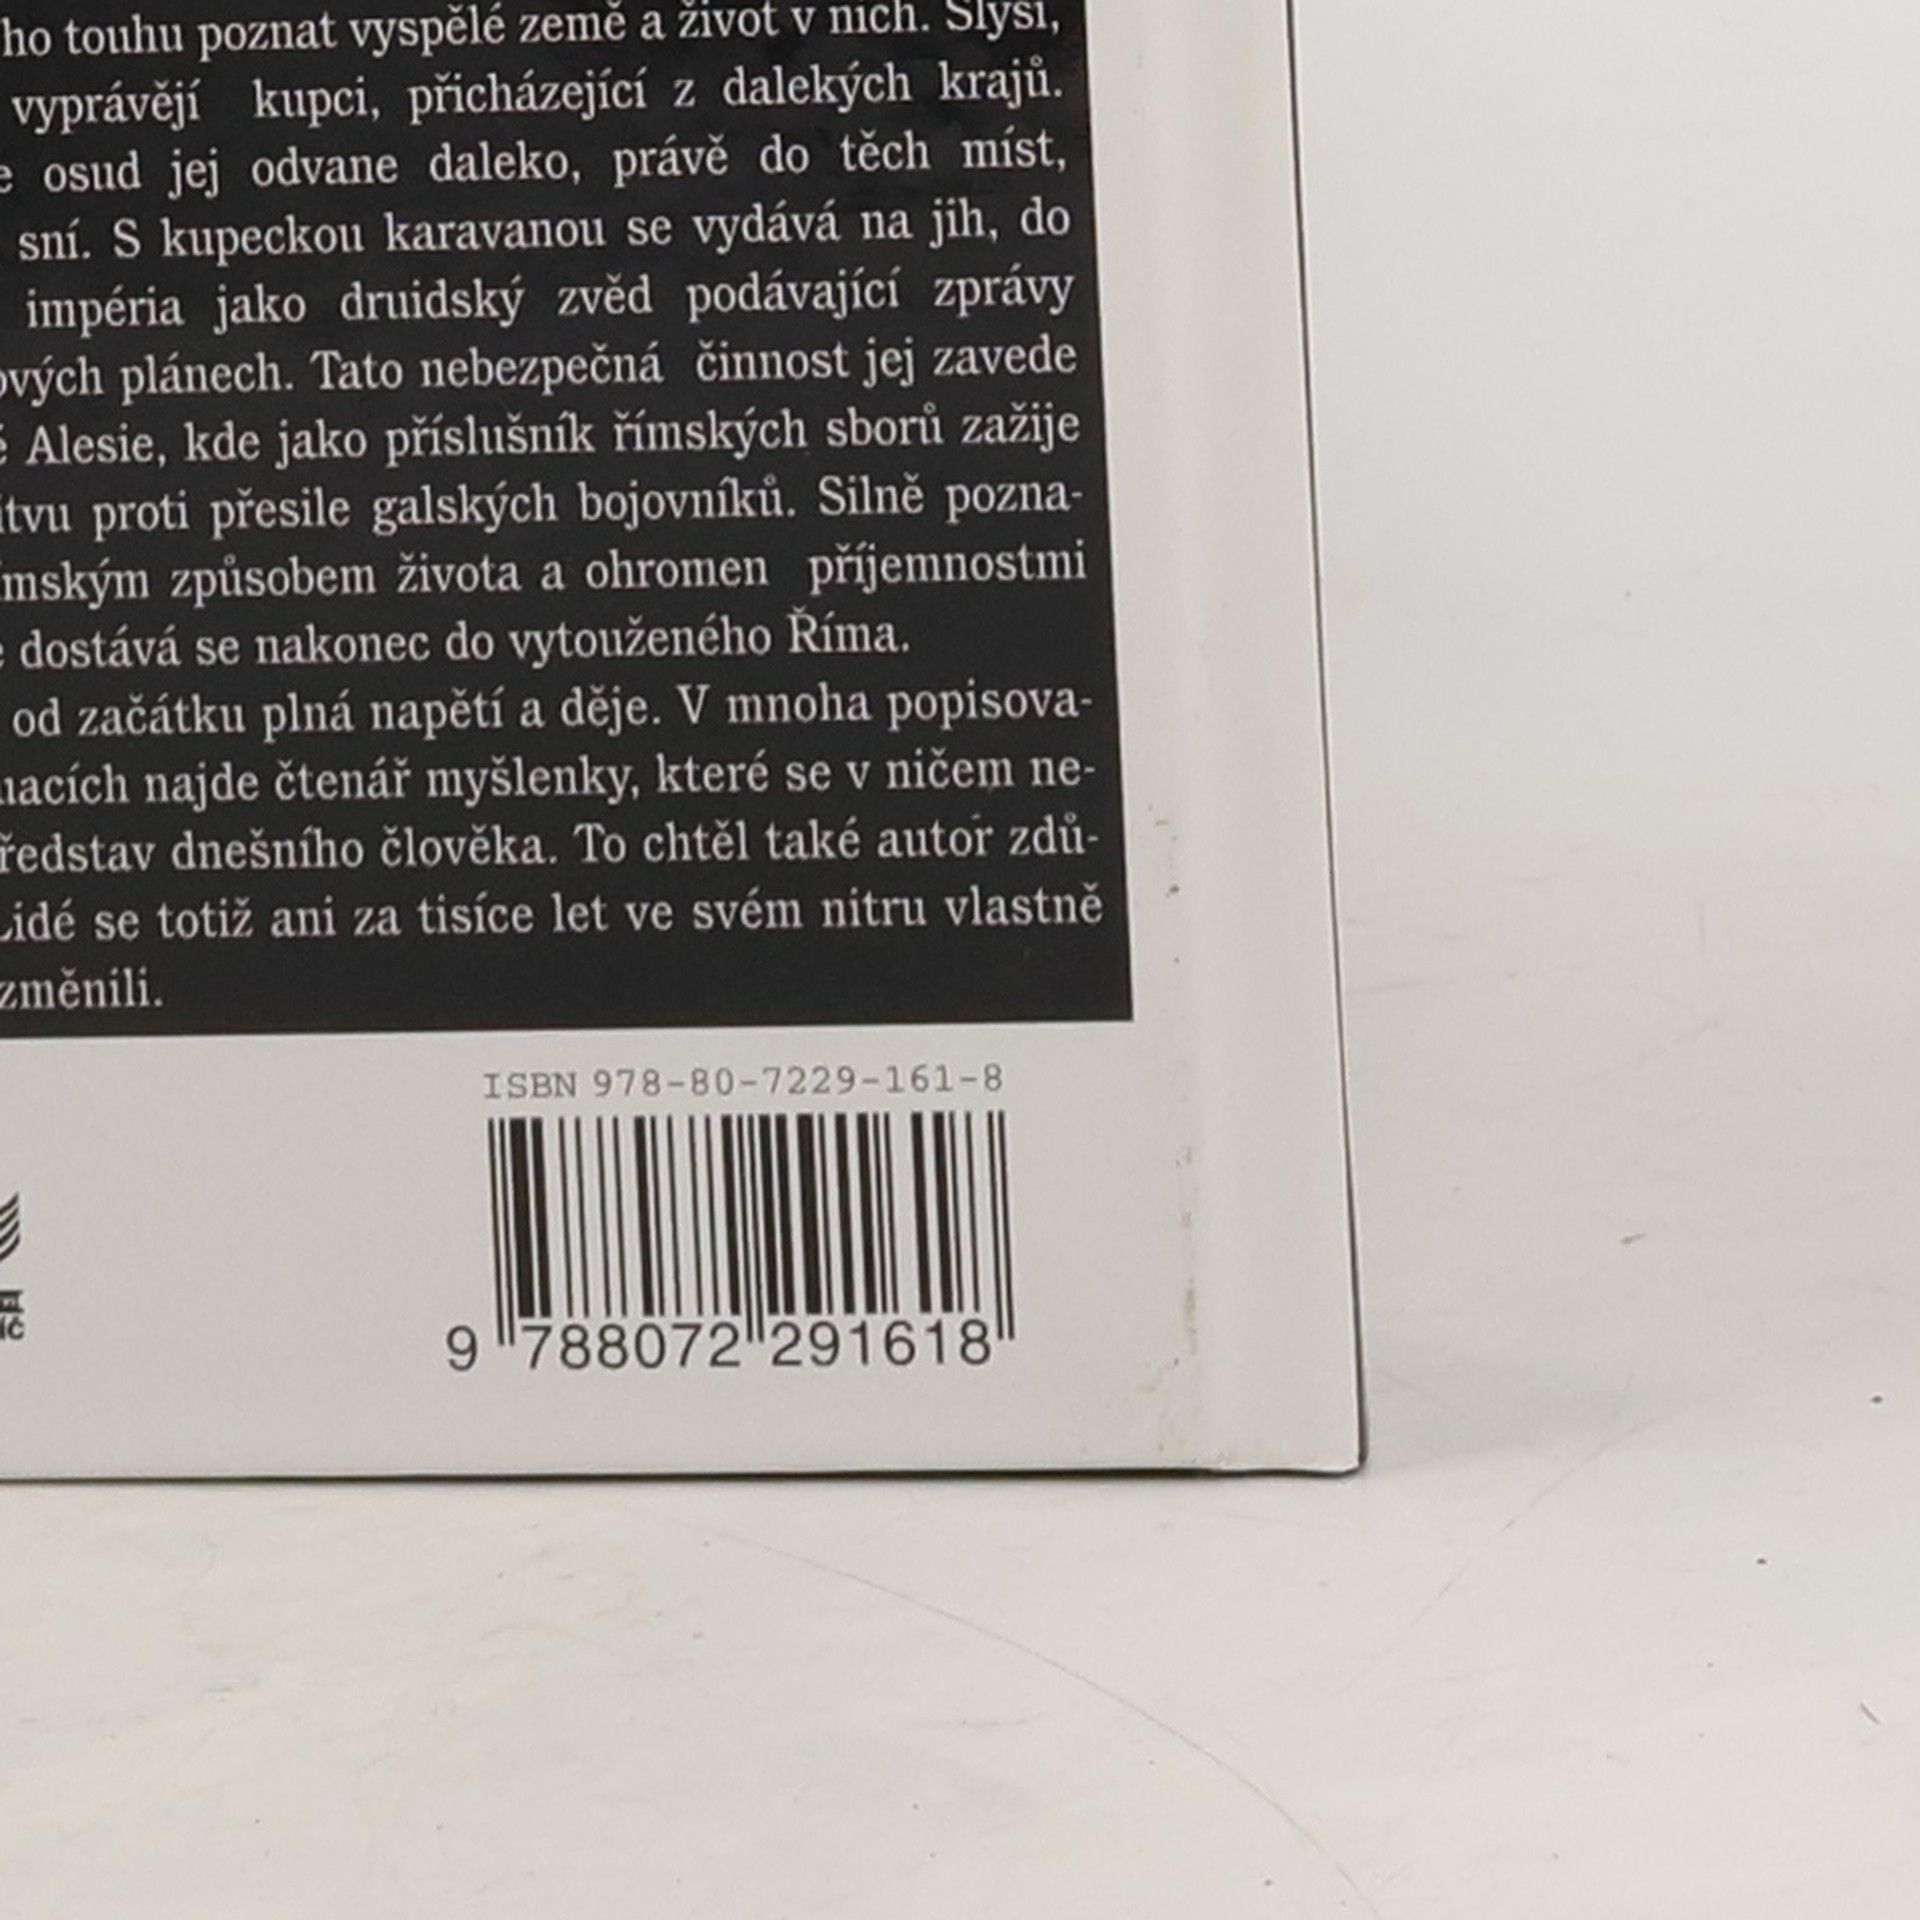 ho touhu poznat vyspělé země a život v nich. Slyší,
vyprávějí kupci, přicházející z dalekých krajů.
osud jej odvane daleko, právě do těch míst,
sní. S kupeckou karavanou se vydává na jih, do
impéria jako druidský zvěd podávající zprávy
ových plánech. Tato nebezpečná činnost jej zavede
Alesie, kde jako příslušník římských sborů zažije
itvu proti přesile galských bojovníků. Silně pozna-
ímským způsobem života a ohromen příjemnostmi
dostává se nakonec do vytouženého Říma.
od začátku plná napětí a děje. V mnoha popisova-
uacích najde čtenář myšlenky, které se v ničem ne-
ředstav dnešního člověka. To chtěl také autor zdů-
Lidé se totiž ani za tisíce let ve svém nitru vlastně
změnili.
ISBN 978-80-7229-161-8
9 788072 291618